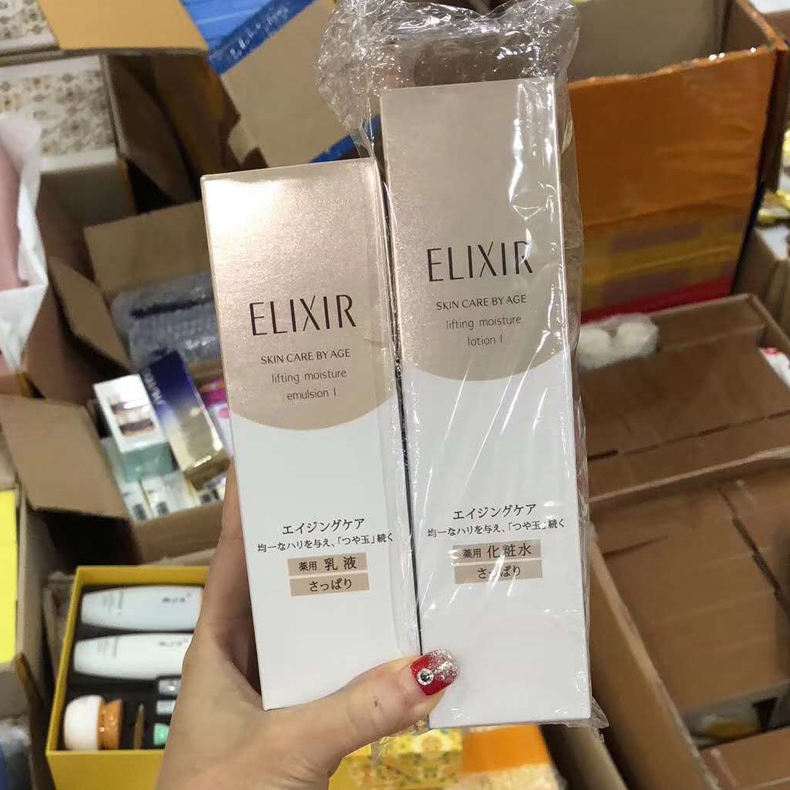 ELIXIR
SKIN CARE BY AGE
lifting moisture
emulsion I
エイジングケア
均一なハリを与え、「つや玉」続く
薬用 乳液
さっぱり
ELIXIR
SKIN CARE BY AGE
lifting moisture
lotion I
エイジングケア
均一なハリを与え、「つや玉」続く
薬用 化粧水
さっぱり